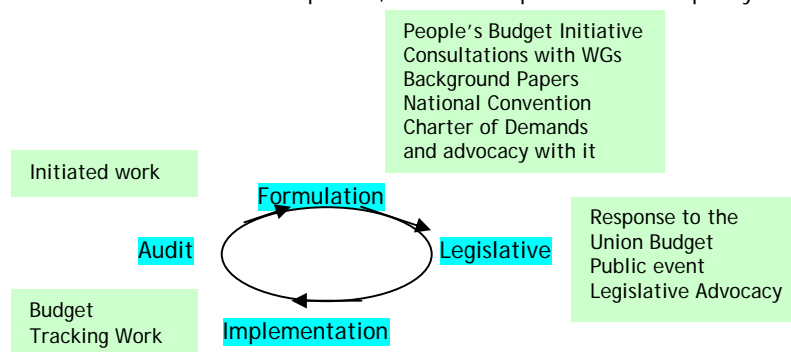 People's Budget Initiative
Consultations with WGs
Background Papers
National Convention
Charter of Demands
and advocacy with it
Initiated work
Formulation
Audit
Legislative
Response to the
Union Budget
Public event
Legislative Advocacy
Budget
Tracking Work
Implementation